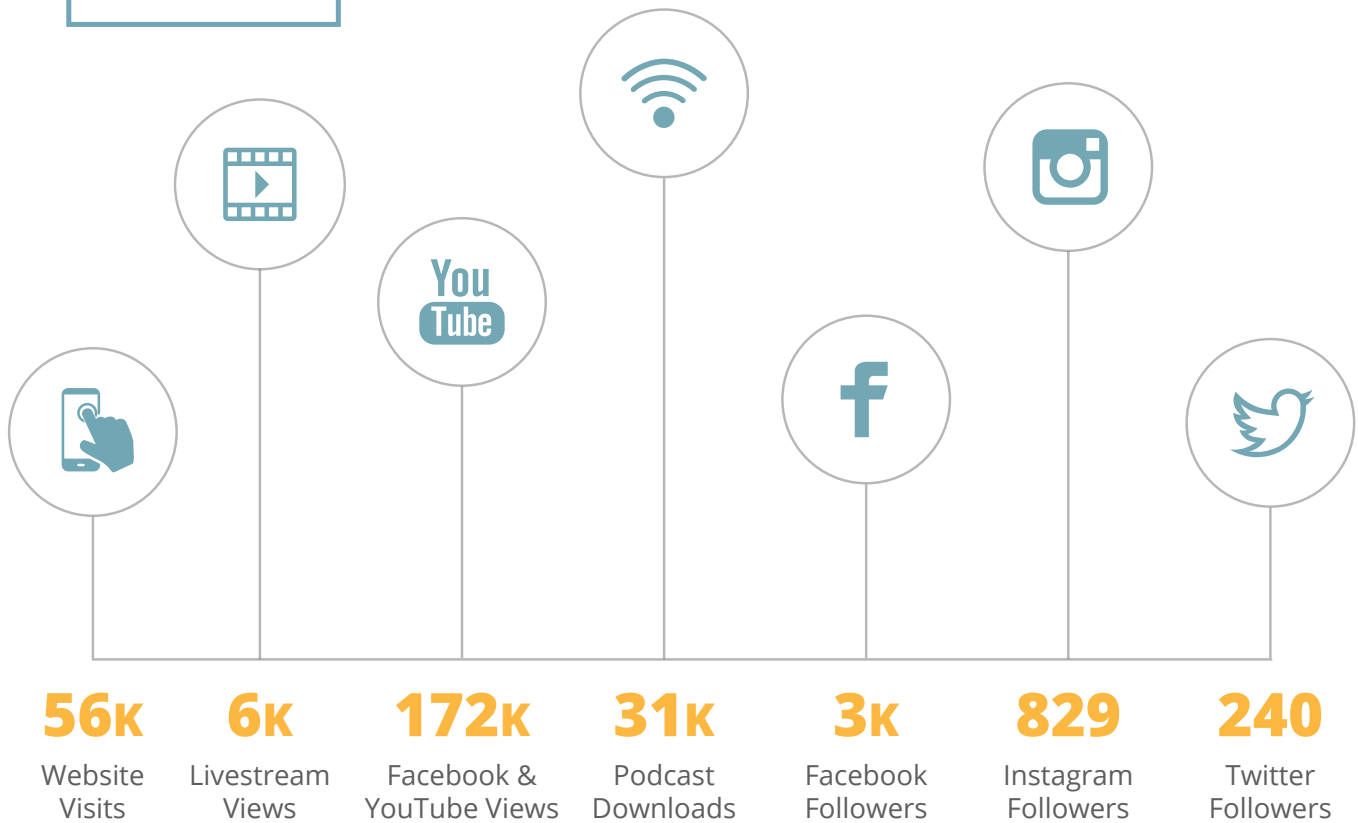 You
Tube
f
56K
Website
Visits
6K
Livestream
Views
172K
Facebook &
YouTube Views
31K
Podcast
Downloads
3K
Facebook
Followers
829
Instagram
Followers
240
Twitter
Followers